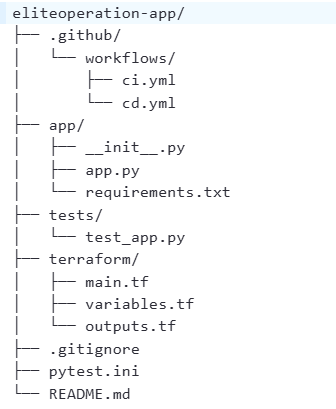 eliteoperation-app/
├── .github/
│   └── workflows/
│       ├── ci.yml
│       └── cd.yml
├── app/
│   ├── __init__.py
│   ├── app.py
│   └── requirements.txt
├── tests/
│   └── test_app.py
├── terraform/
│   ├── main.tf
│   ├── variables.tf
│   └── outputs.tf
├── .gitignore
├── pytest.ini
└── README.md